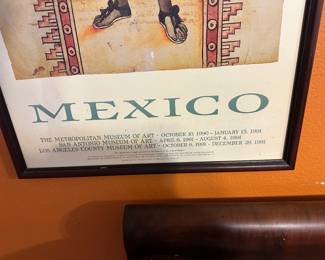 MEXICO
THE METROPOLITAN MUSEUM OF ART • OCTOBER 10, 1990 - JANUARY 13, 1991
SAN ANTONIO MUSEUM OF ART • APRIL 6, 1991 - AUGUST 4, 1991
LOS ANGELES COUNTY MUSEUM OF ART • OCTOBER 6, 1991 - DECEMBER 29, 1991